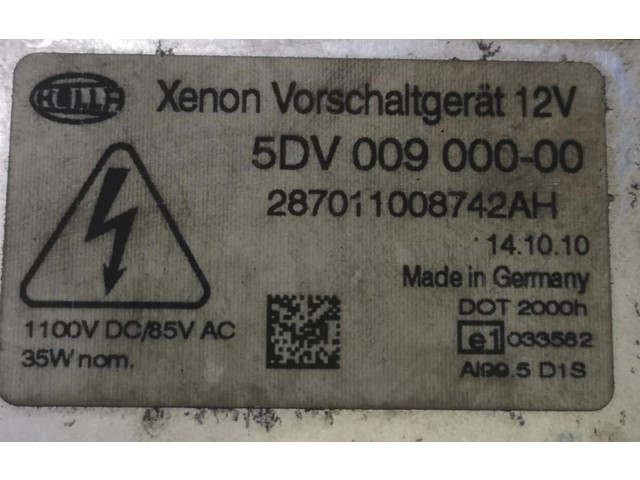 HELLA
Xenon Vorschaltgerät 12V
5DV 009 000-00
287011008742AH
14.10.10
Made in Germany
1100V DC/85V AC
35W nom.
DOT 2000h
e1 033582
Al99.5 D1S